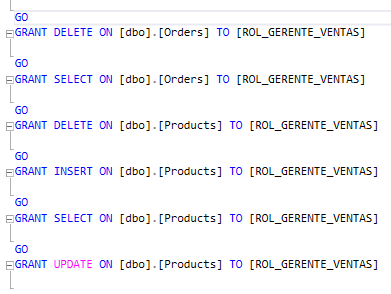 GO
GRANT DELETE ON [dbo].[Orders] TO [ROL_GERENTE_VENTAS]
GO
GRANT SELECT ON [dbo].[Orders] TO [ROL_GERENTE_VENTAS]
GO
GRANT DELETE ON [dbo].[Products] TO [ROL_GERENTE_VENTAS]
GO
GRANT INSERT ON [dbo].[Products] TO [ROL_GERENTE_VENTAS]
GO
GRANT SELECT ON [dbo].[Products] TO [ROL_GERENTE_VENTAS]
GO
GRANT UPDATE ON [dbo].[Products] TO [ROL_GERENTE_VENTAS]